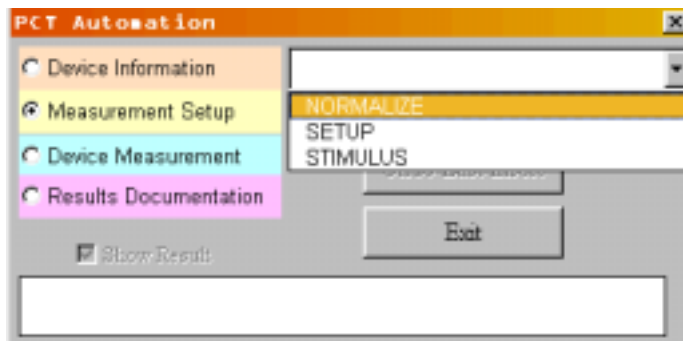 PCT Automation
Device Information
Measurement Setup
NORMALIZE
SETUP
STIMULUS
Device Measurement
Results Documentation
Exit
Show Result